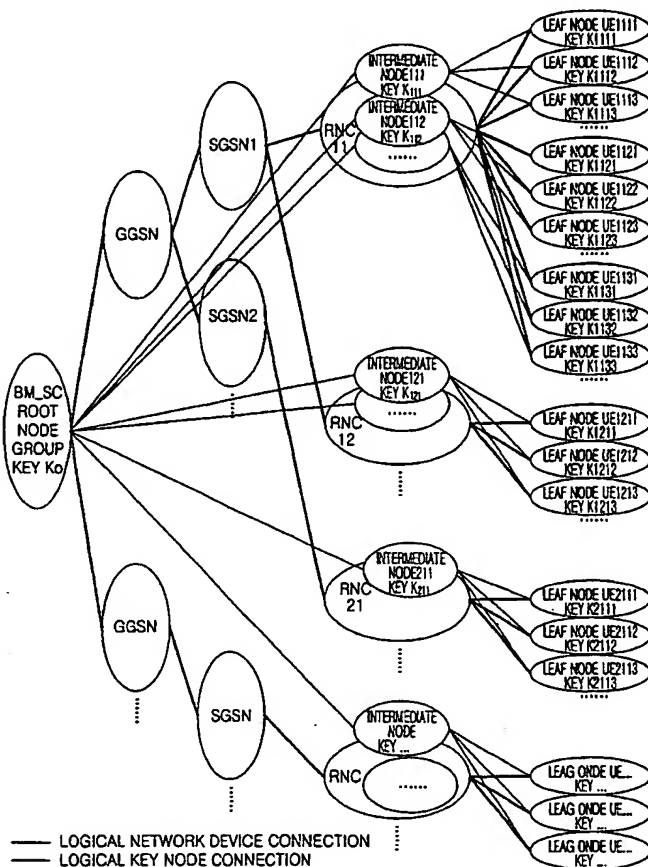 BM_SC
ROOT
NODE
GROUP
KEY Ko
GGSN
SGSN1
SGSN2
GGSN
SGSN
INTERMEDIATE
NODE111
KEY K111
RNC
11
INTERMEDIATE
NODE112
KEY K112
......
INTERMEDIATE
NODE121
KEY K121
......
RNC
12
INTERMEDIATE
NODE211
KEY K211
RNC
21
INTERMEDIATE
NODE
KEY ...
RNC
......
LEAF NODE UE1111
KEY K1111
LEAF NODE UE1112
KEY K1112
LEAF NODE UE1113
KEY K1113
......
LEAF NODE UE1121
KEY K1121
LEAF NODE UE1122
KEY K1122
LEAF NODE UE1123
KEY K1123
......
LEAF NODE UE1131
KEY K1131
LEAF NODE UE1132
KEY K1132
LEAF NODE UE1133
KEY K1133
......
LEAF NODE UE1211
KEY K1211
LEAF NODE UE1212
KEY K1212
LEAF NODE UE1213
KEY K1213
......
LEAF NODE UE2111
KEY K2111
LEAF NODE UE2112
KEY K2112
LEAF NODE UE2113
KEY K2113
......
LEAG ONDE UE...
KEY ...
LEAG ONDE UE...
KEY ...
LEAG ONDE UE...
KEY ...
LOGICAL NETWORK DEVICE CONNECTION
LOGICAL KEY NODE CONNECTION